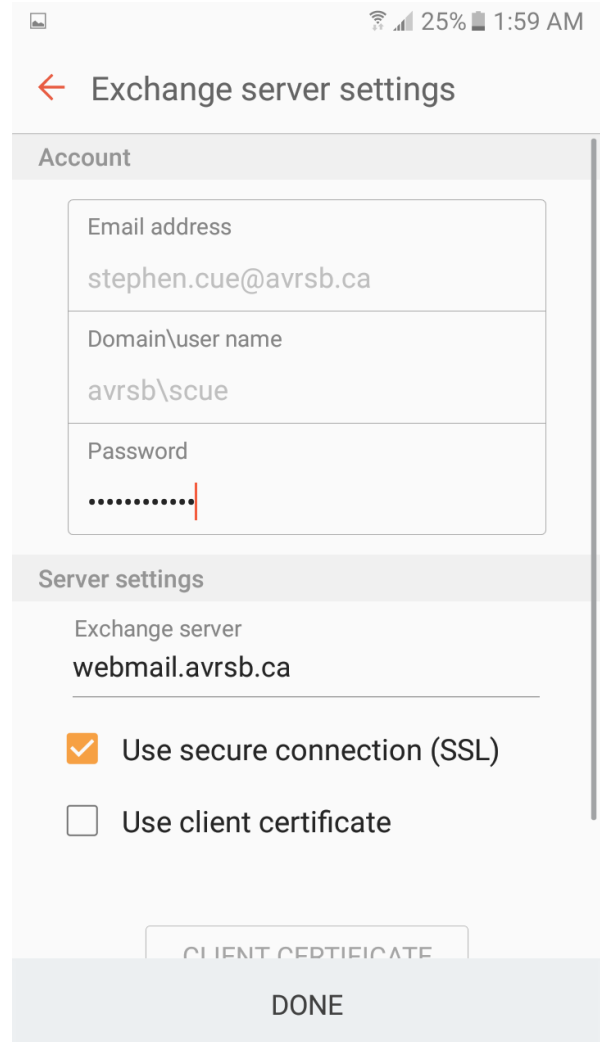 25% 1:59 AM
Exchange server settings
Account
Email address
stephen.cue@avrsb.ca
Domain\user name
avrsb\scue
Password
••••••••••••
Server settings
Exchange server
webmail.avrsb.ca
Use secure connection (SSL)
Use client certificate
CLIENT CERTIFICATE
DONE